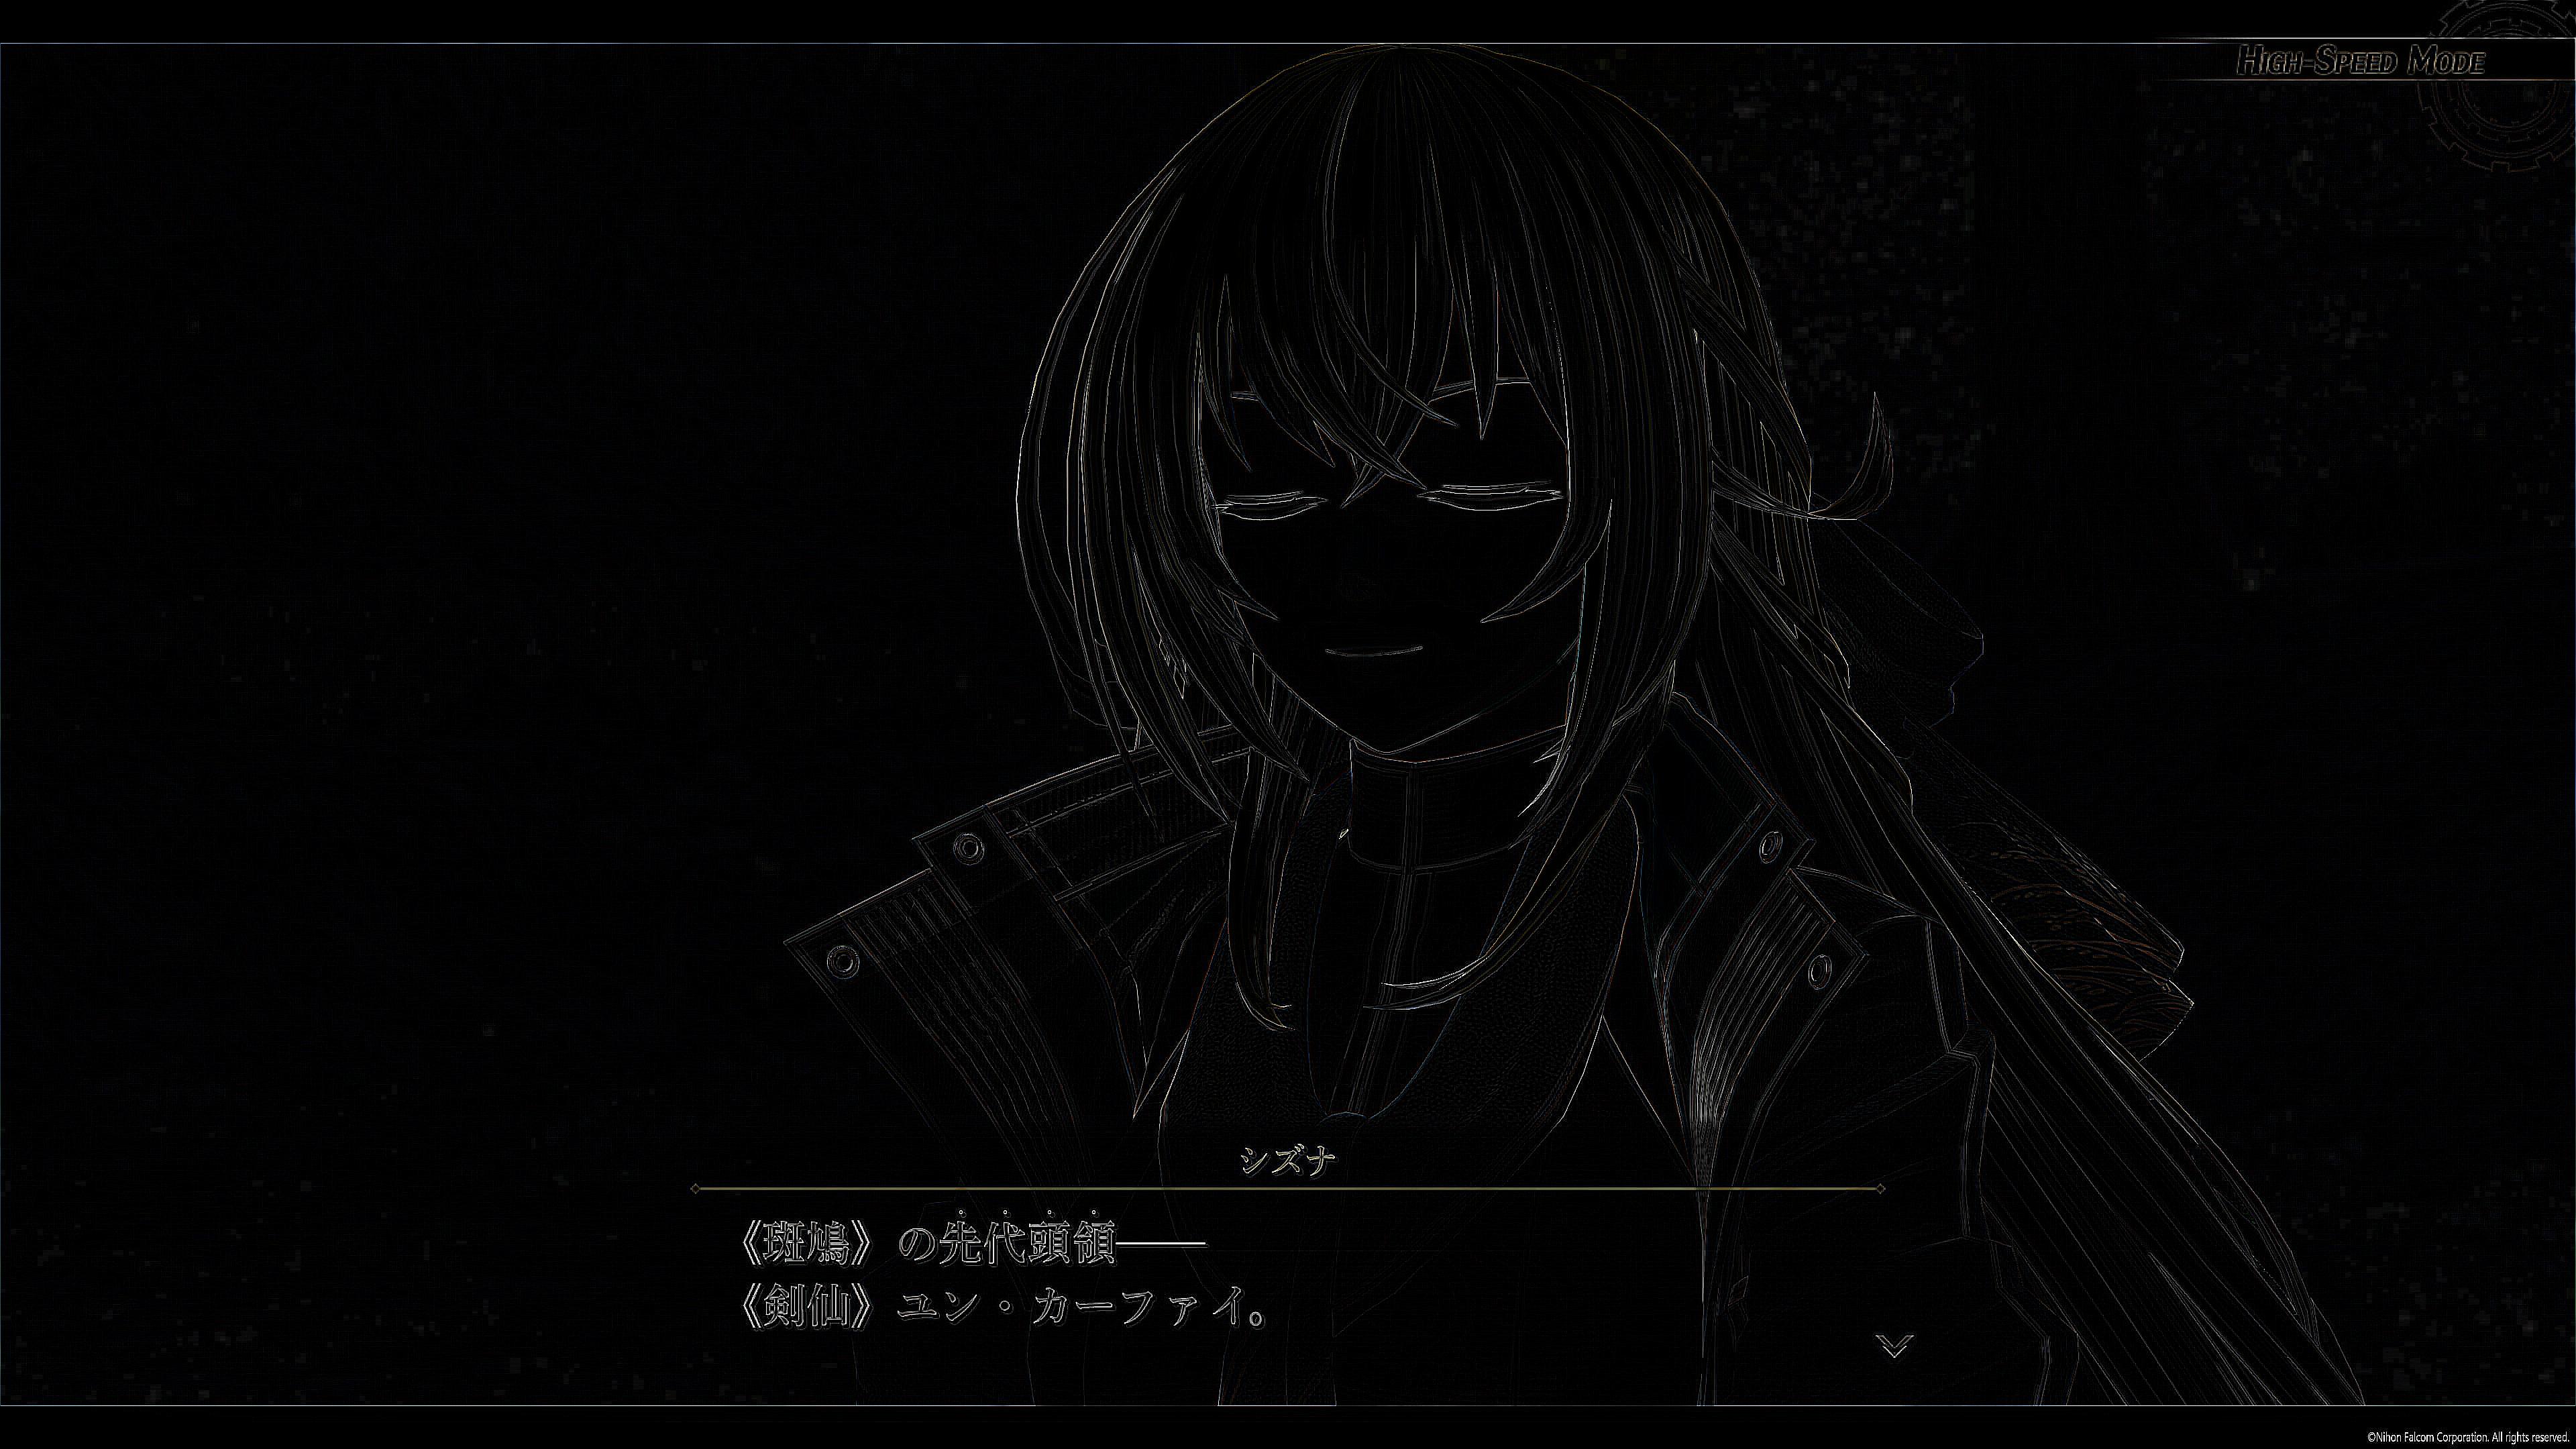 HIGH-SPEED MODE
シズナ
《斑鳩》の先代頭領――
《剣仙》ユン・カーファイ。
©Nihon Falcom Corporation. All rights reserved.